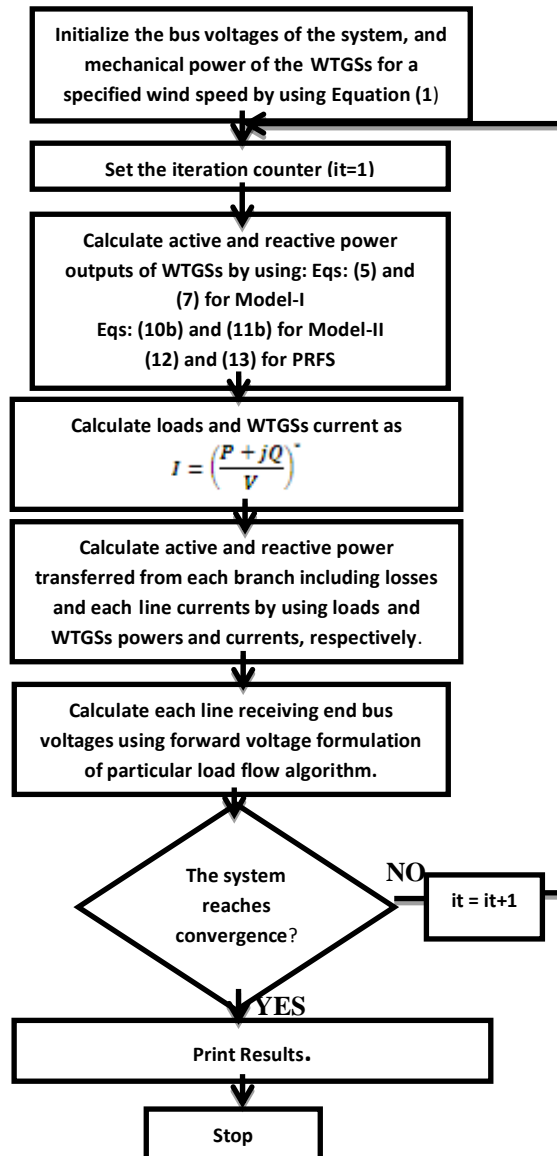 Initialize the bus voltages of the system, and
mechanical power of the WTGSs for a
specified wind speed by using Equation (1)
Set the iteration counter (it=1)
Calculate active and reactive power
outputs of WTGSs by using: Eqs: (5) and
(7) for Model-I
Eqs: (10b) and (11b) for Model-II
(12) and (13) for PRFS
Calculate loads and WTGSs current as
I = ((P + jQ)/V)*
Calculate active and reactive power
transferred from each branch including losses
and each line currents by using loads and
WTGSs powers and currents, respectively.
Calculate each line receiving end bus
voltages using forward voltage formulation
of particular load flow algorithm.
The system
reaches
convergence?
NO
it = it+1
YES
Print Results.
Stop